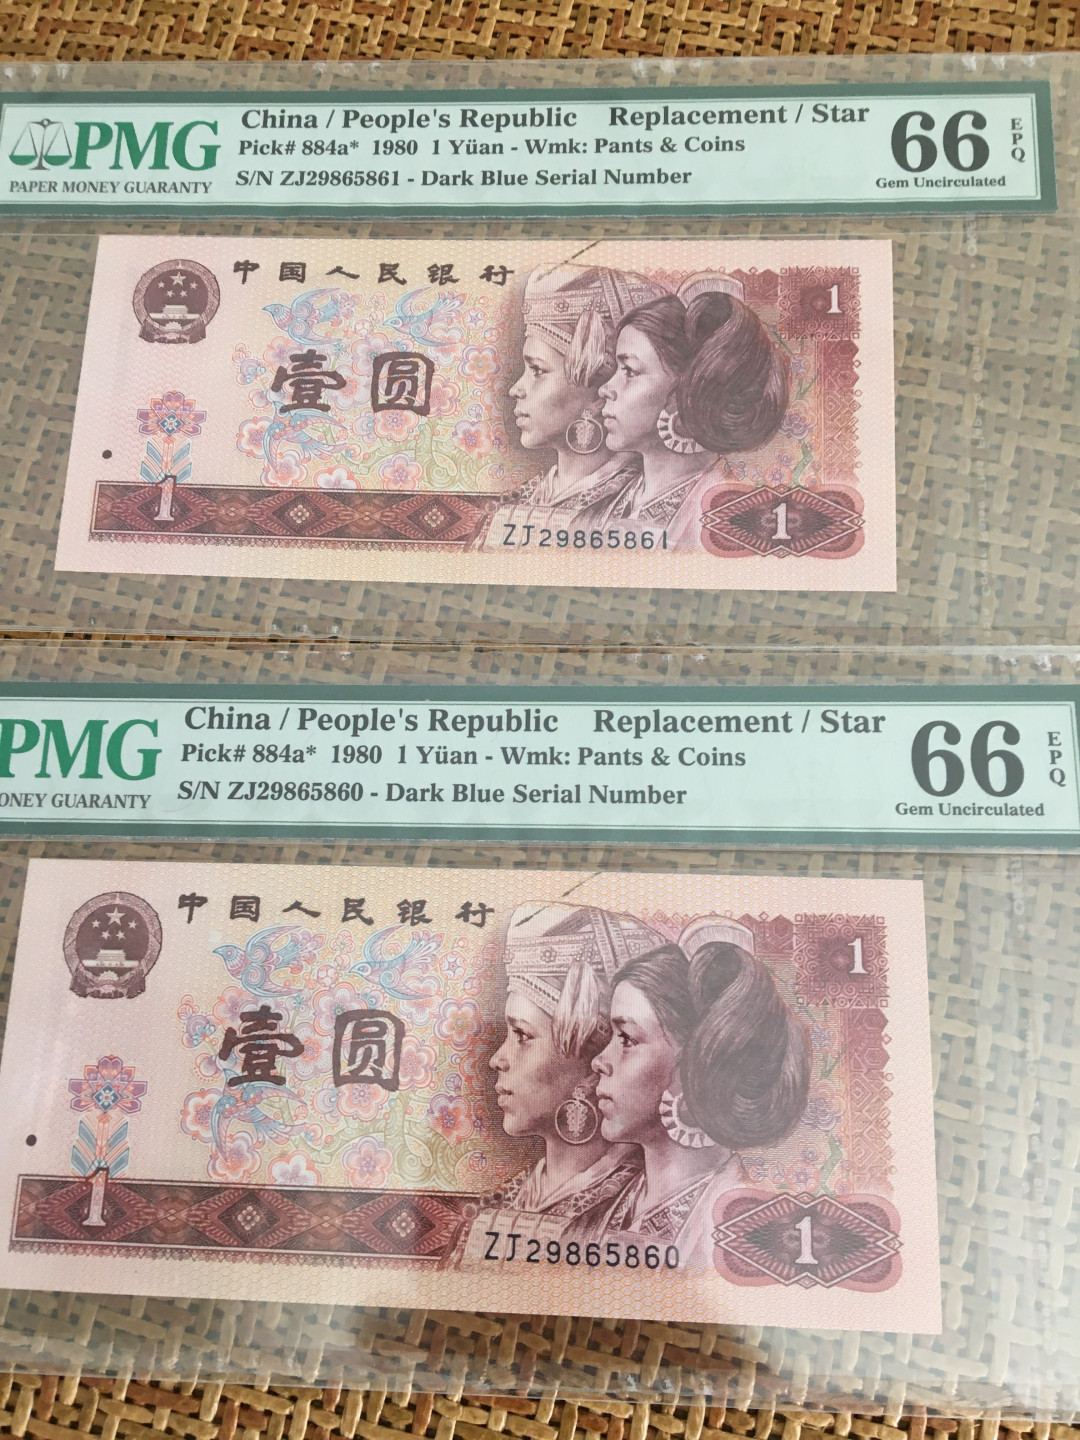 China / People's Republic Replacement / Star
PMG
PAPER MONEY GUARANTY
Pick# 884a* 1980 1 Yüan - Wmk: Pants & Coins
S/N ZJ29865861 - Dark Blue Serial Number
66
EPQ
Gem Uncirculated
中国人民银行
1
壹圆
1
ZJ29865861
1
China / People's Republic Replacement / Star
PMG
ONEY GUARANTY
Pick# 884a* 1980 1 Yüan - Wmk: Pants & Coins
S/N ZJ29865860 - Dark Blue Serial Number
66
EPQ
Gem Uncirculated
中国人民银行
1
壹圆
1
ZJ29865860
1